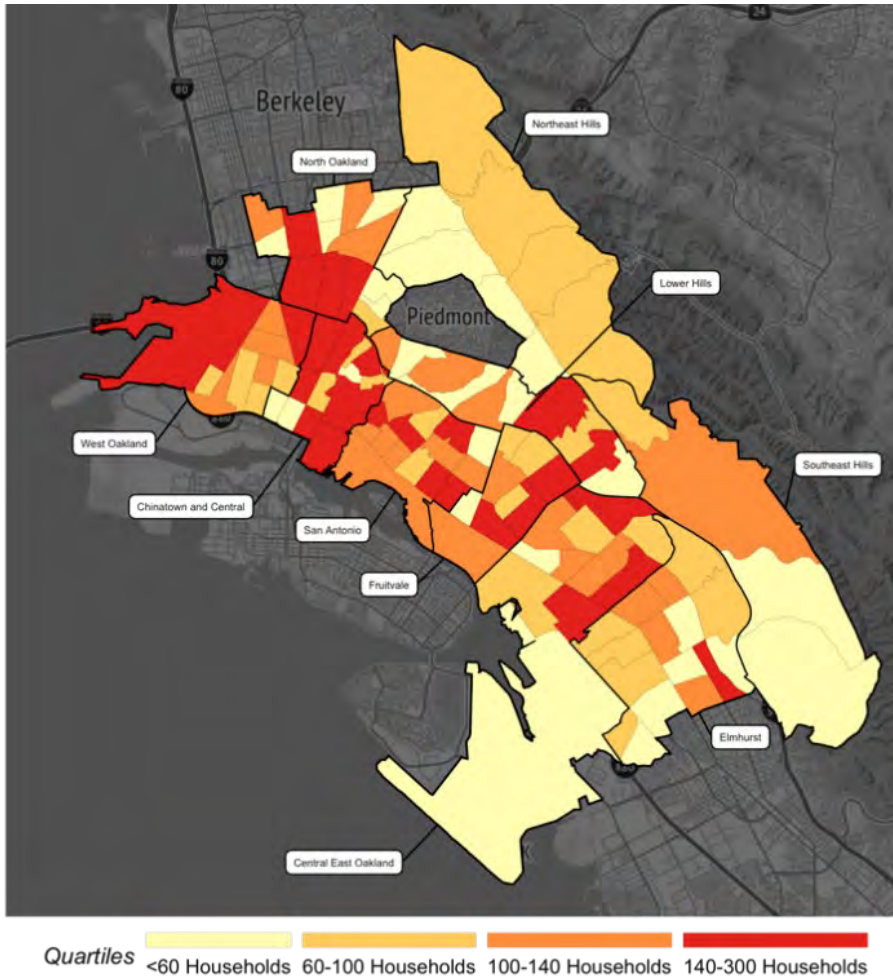 24
80
Berkeley
Northeast Hills
North Oakland
80
Lower Hills
Piedmont
West Oakland
Southeast Hills
Chinatown and Central
San Antonio
Fruitvale
Elmhurst
Central East Oakland
Quartiles
<60 Households 60-100 Households 100-140 Households 140-300 Households